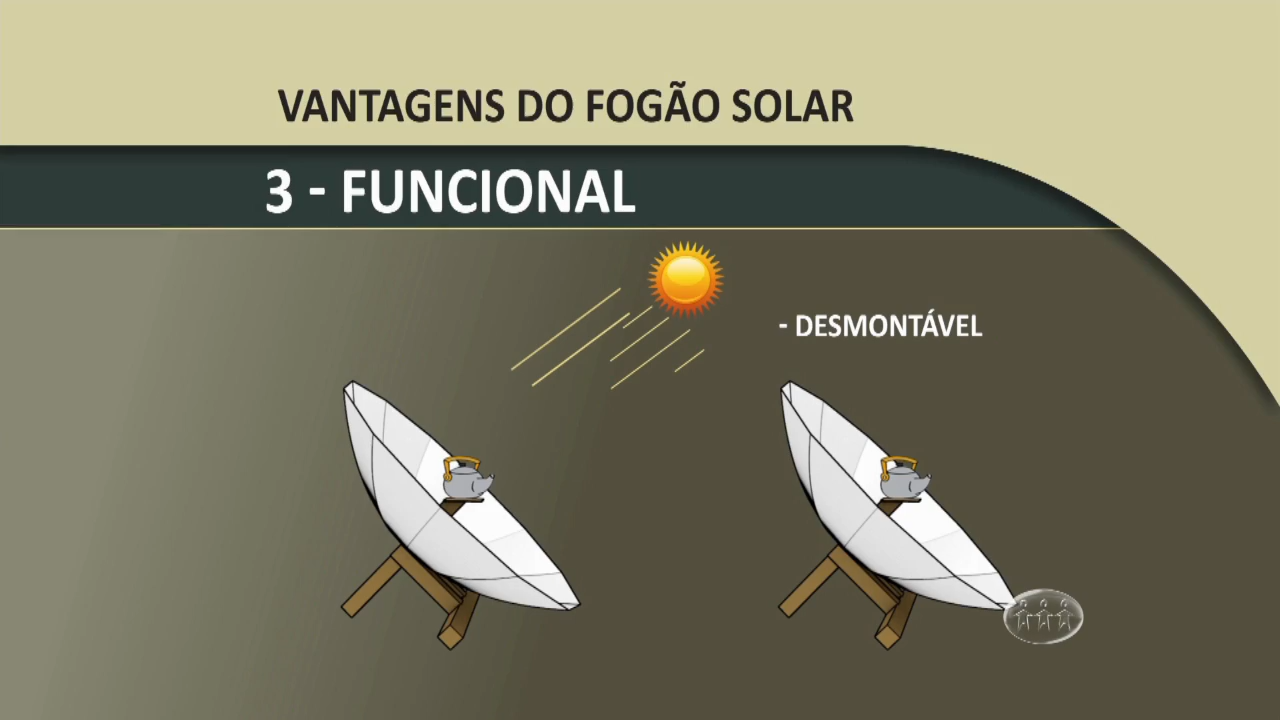 VANTAGENS DO FOGÃO SOLAR
3 - FUNCIONAL
- DESMONTÁVEL